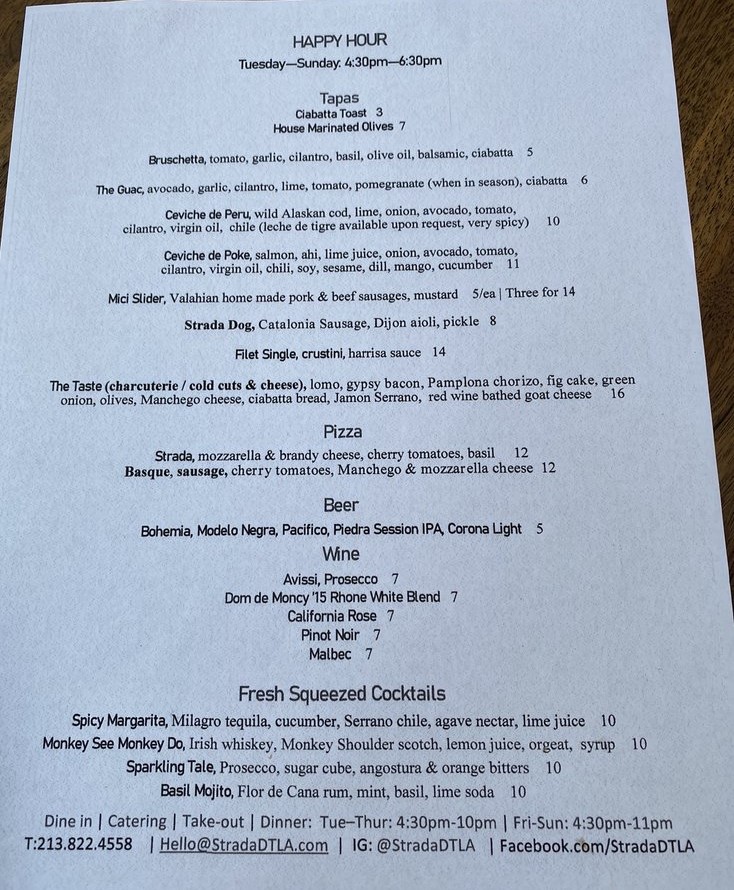 HAPPY HOUR
Tuesday—Sunday: 4:30pm—6:30pm
Tapas
Ciabatta Toast 3
House Marinated Olives 7
Bruschetta, tomato, garlic, cilantro, basil, olive oil, balsamic, ciabatta 5
The Guac, avocado, garlic, cilantro, lime, tomato, pomegranate (when in season), ciabatta 6
Ceviche de Peru, wild Alaskan cod, lime, onion, avocado, tomato,
cilantro, virgin oil, chile (leche de tigre available upon request, very spicy) 10
Ceviche de Poke, salmon, ahi, lime juice, onion, avocado, tomato,
cilantro, virgin oil, chili, soy, sesame, dill, mango, cucumber 11
Mici Slider, Valahian home made pork & beef sausages, mustard 5/ea | Three for 14
Strada Dog, Catalonia Sausage, Dijon aioli, pickle 8
Filet Single, crustini, harrisa sauce 14
The Taste (charcuterie / cold cuts & cheese), lomo, gypsy bacon, Pamplona chorizo, fig cake, green
onion, olives, Manchego cheese, ciabatta bread, Jamon Serrano, red wine bathed goat cheese 16
Pizza
Strada, mozzarella & brandy cheese, cherry tomatoes, basil 12
Basque, sausage, cherry tomatoes, Manchego & mozzarella cheese 12
Beer
Bohemia, Modelo Negra, Pacifico, Piedra Session IPA, Corona Light 5
Wine
Avissi, Prosecco 7
Dom de Moncy '15 Rhone White Blend 7
California Rose 7
Pinot Noir 7
Malbec 7
Fresh Squeezed Cocktails
Spicy Margarita, Milagro tequila, cucumber, Serrano chile, agave nectar, lime juice 10
Monkey See Monkey Do, Irish whiskey, Monkey Shoulder scotch, lemon juice, orgeat, syrup 10
Sparkling Tale, Prosecco, sugar cube, angostura & orange bitters 10
Basil Mojito, Flor de Cana rum, mint, basil, lime soda 10
Dine in | Catering | Take-out | Dinner: Tue–Thur: 4:30pm-10pm | Fri-Sun: 4:30pm-11pm
T:213.822.4558 | Hello@StradaDTLA.com | IG: @StradaDTLA | Facebook.com/StradaDTLA